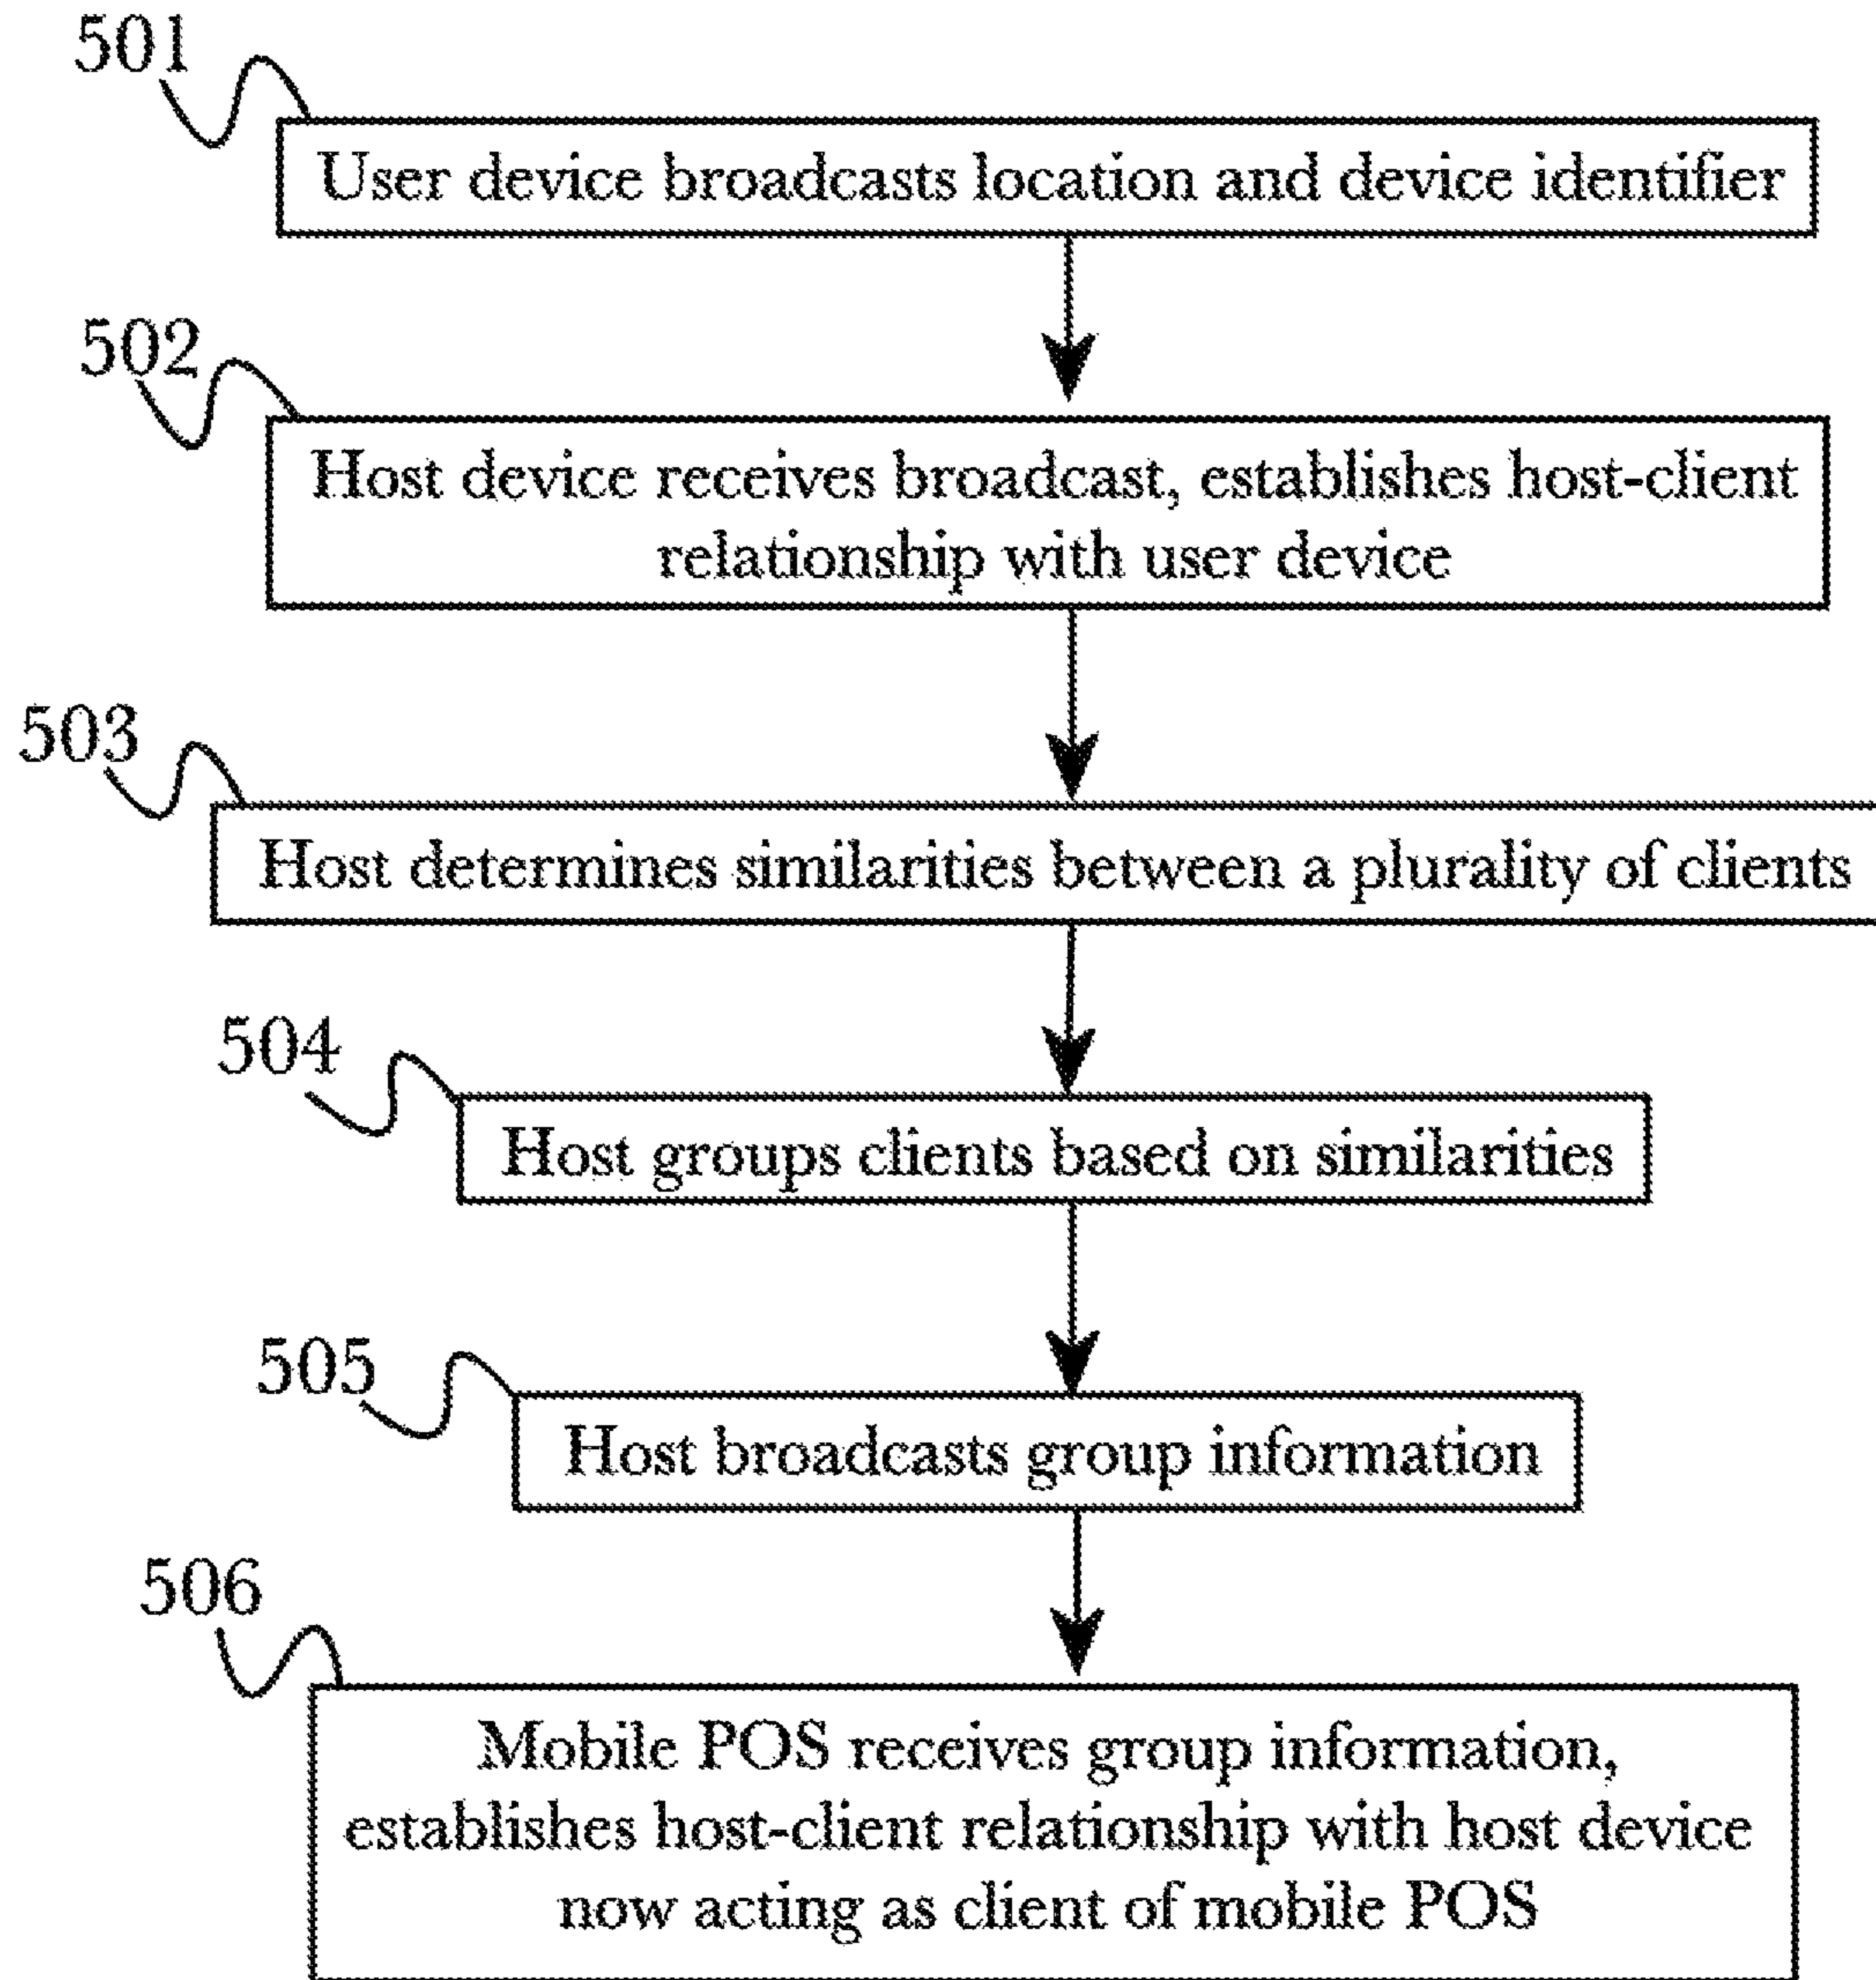 501
User device broadcasts location and device identifier
502
Host device receives broadcast, establishes host-client
relationship with user device
503
Host determines similarities between a plurality of clients
504
Host groups clients based on similarities
505
Host broadcasts group information
506
Mobile POS receives group information,
establishes host-client relationship with host device
now acting as client of mobile POS